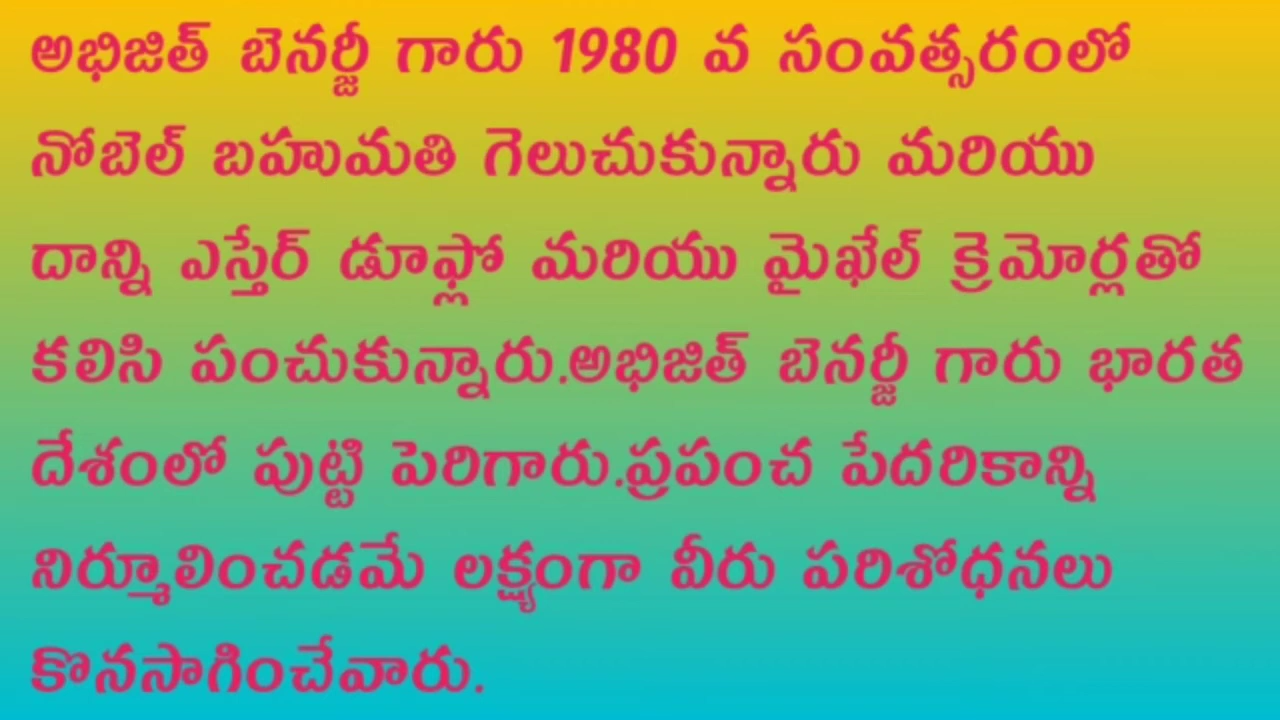 అభిజిత్ బెనర్జీ గారు 1980 వ సంవత్సరంలో
నోబెల్ బహుమతి గెలుచుకున్నారు మరియు
దాన్ని ఎస్తేర్ డూఫ్లో మరియు మైఖేల్ క్రెమోర్లతో
కలిసి పంచుకున్నారు.అభిజిత్ బెనర్జీ గారు భారత
దేశంలో పుట్టి పెరిగారు.ప్రపంచ పేదరికాన్ని
నిర్మూలించడమే లక్ష్యంగా వీరు పరిశోధనలు
కొనసాగించేవారు.